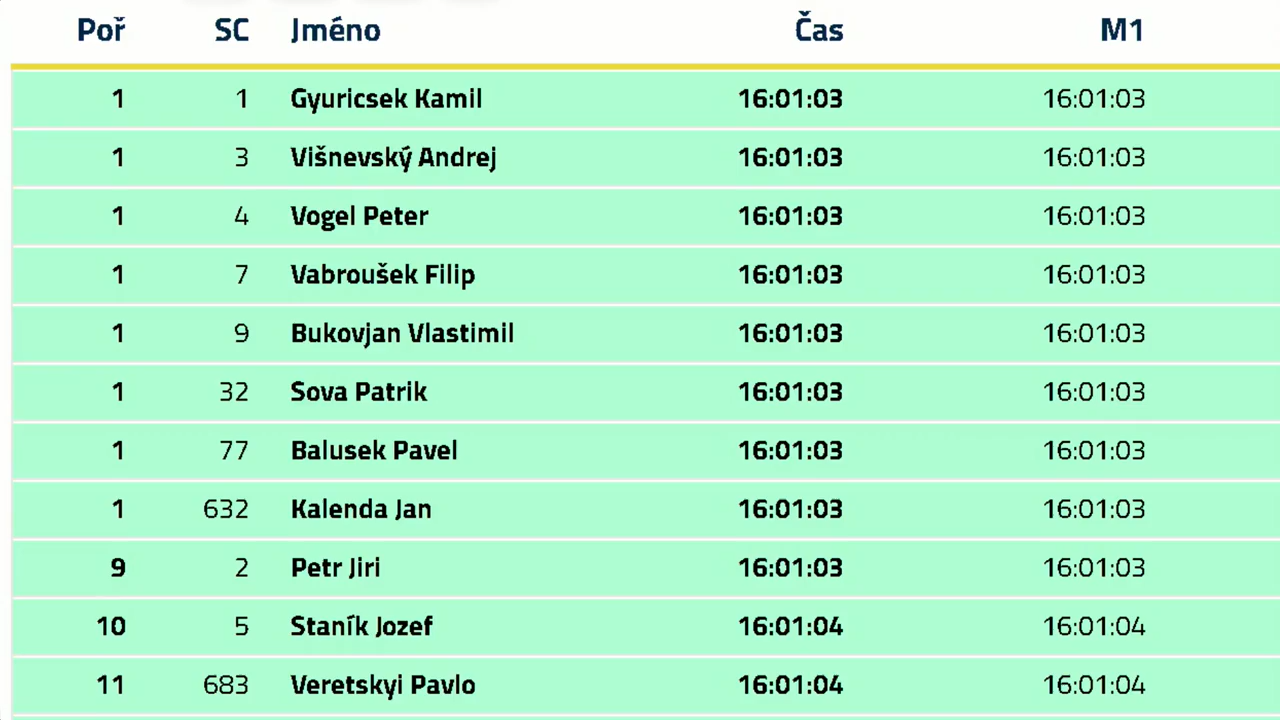 Poř SC Jméno Čas M1
1 1 Gyuricsek Kamil 16:01:03 16:01:03
1 3 Višnevský Andrej 16:01:03 16:01:03
1 4 Vogel Peter 16:01:03 16:01:03
1 7 Vabroušek Filip 16:01:03 16:01:03
1 9 Bukovjan Vlastimil 16:01:03 16:01:03
1 32 Sova Patrik 16:01:03 16:01:03
1 77 Balusek Pavel 16:01:03 16:01:03
1 632 Kalenda Jan 16:01:03 16:01:03
9 2 Petr Jiri 16:01:03 16:01:03
10 5 Staník Jozef 16:01:04 16:01:04
11 683 Veretskyi Pavlo 16:01:04 16:01:04